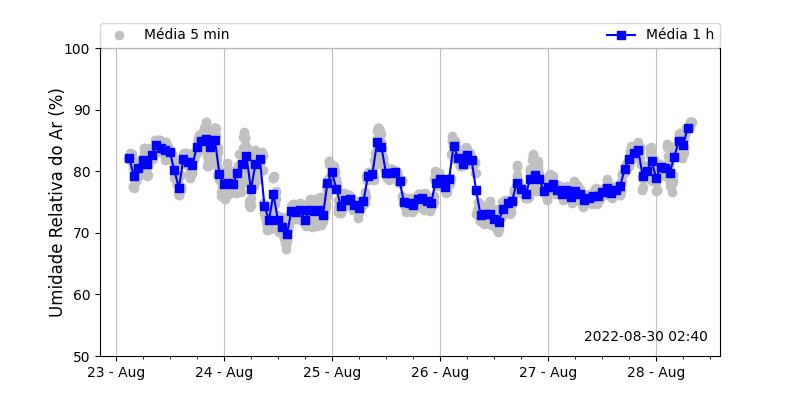 Média 5 min
Média 1 h
Umidade Relativa do Ar (%)
100
90
80
70
60
50
2022-08-30 02:40
23 - Aug
24 - Aug
25 - Aug
26 - Aug
27 - Aug
28 - Aug